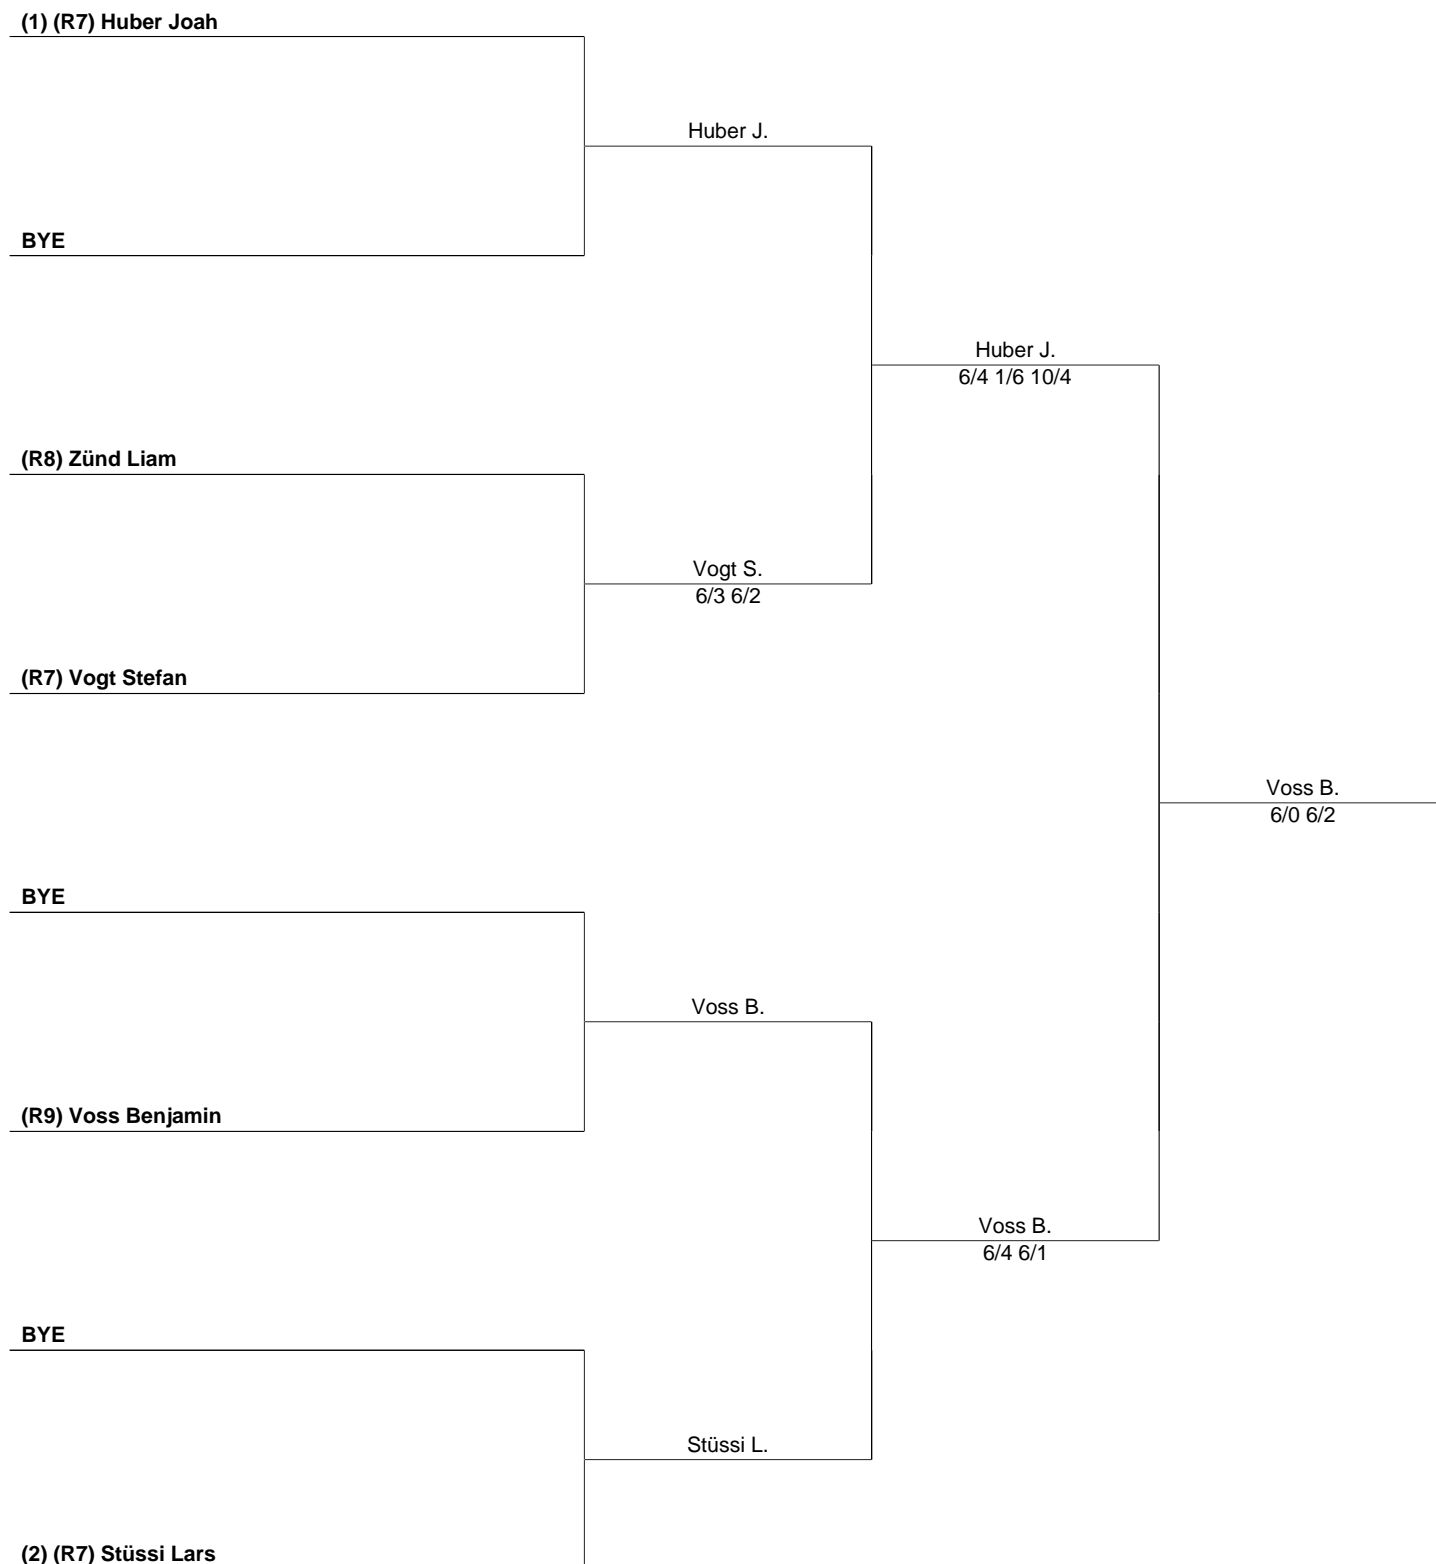 (1) (R7) Huber Joah
Huber J.
BYE
Huber J.
6/4 1/6 10/4
(R8) Zünd Liam
Vogt S.
6/3 6/2
(R7) Vogt Stefan
Voss B.
6/0 6/2
BYE
Voss B.
(R9) Voss Benjamin
Voss B.
6/4 6/1
BYE
Stüssi L.
(2) (R7) Stüssi Lars